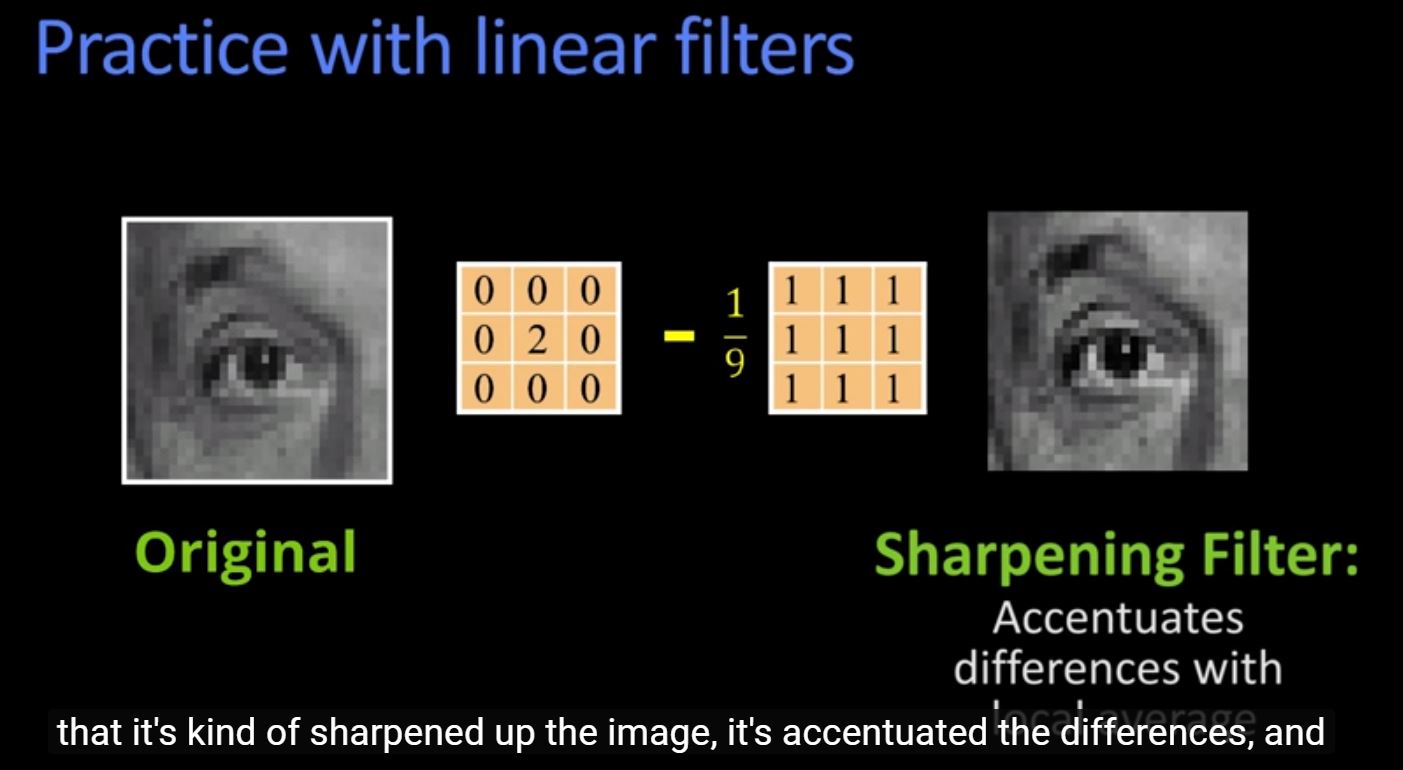 Practice with linear filters
0 0 0
0 2 0
0 0 0
-
1
9
1 1 1
1 1 1
1 1 1
Original
Sharpening Filter:
Accentuates
differences with
local average
that it's kind of sharpened up the image, it's accentuated the differences, and